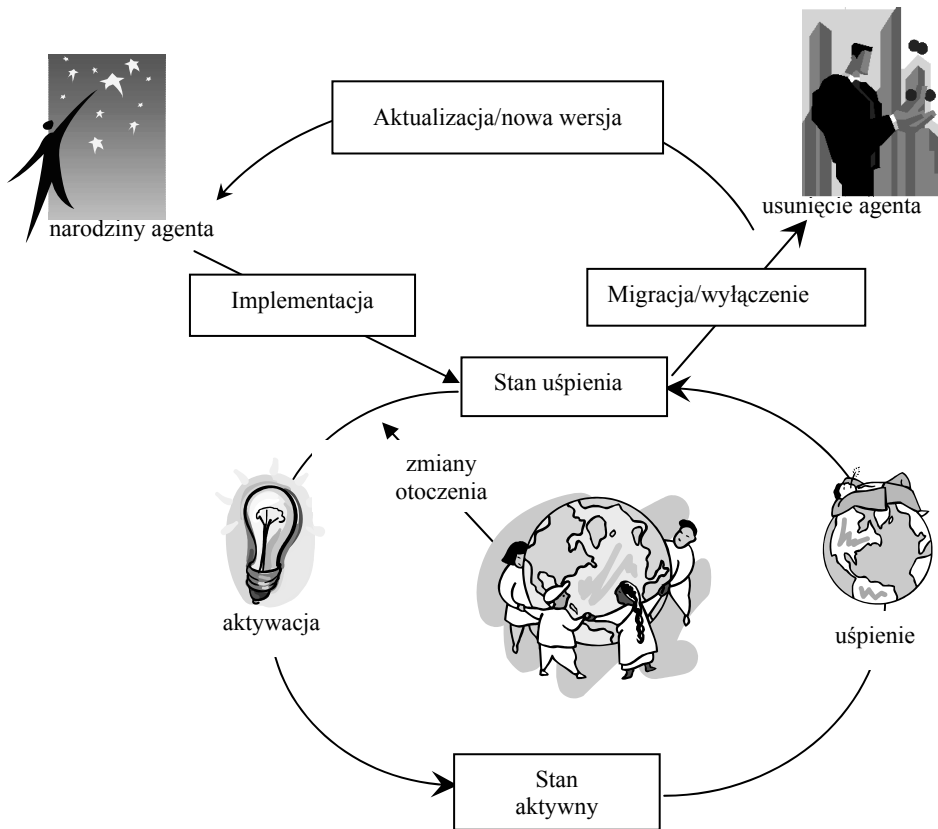 Aktualizacja/nowa wersja
narodziny agenta
usunięcie agenta
Implementacja
Migracja/wyłączenie
Stan uśpienia
zmiany
otoczenia
aktywacja
uśpienie
Stan
aktywny